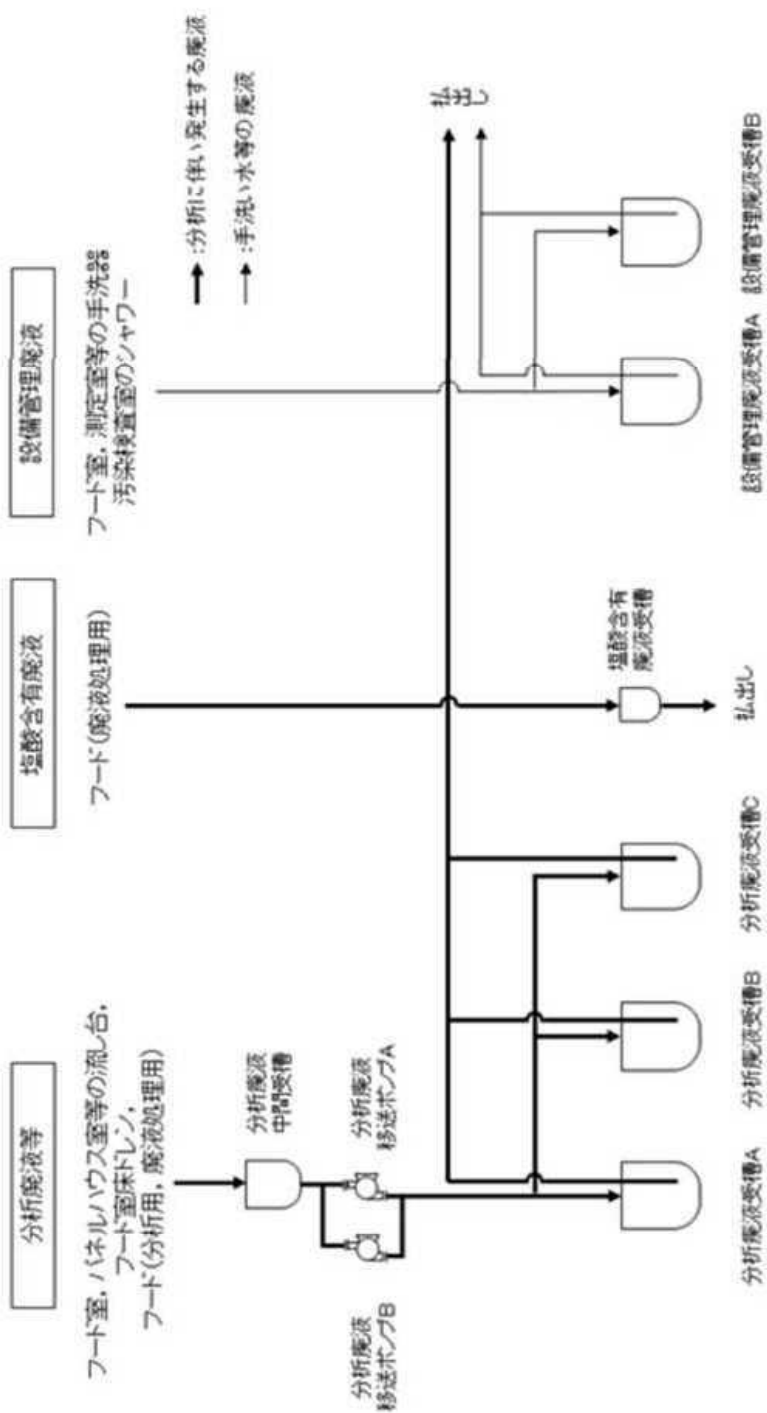 分析廃液等
フード室，パネルハウス室等の流し台，
フード室床ドレン，
フード（分析用，廃液処理用）
分析廃液
中間受槽
分析廃液
移送ポンプA
分析廃液
移送ポンプB
分析廃液受槽A
分析廃液受槽B
分析廃液受槽C
塩酸含有廃液
フード（廃液処理用）
塩酸含有
廃液受槽
払出し
設備管理廃液
フード室，測定室等の手洗器
汚染検査室のシャワー
:分析に伴い発生する廃液
:手洗い水等の廃液
払出し
設備管理廃液受槽A
設備管理廃液受槽B